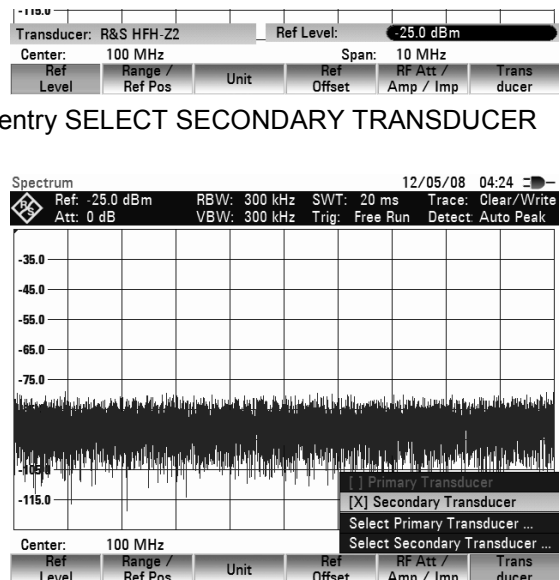 -115.0
Transducer: R&S HFH-Z2 Ref Level: -25.0 dBm
Center: 100 MHz Span: 10 MHz
Ref Level Range / Ref Pos Unit Ref Offset RF Att / Amp / Imp Trans ducer
entry SELECT SECONDARY TRANSDUCER
Spectrum 12/05/08 04:24
Ref: -25.0 dBm RBW: 300 kHz SWT: 20 ms Trace: Clear/Write
Att: 0 dB VBW: 300 kHz Trig: Free Run Detect: Auto Peak
-35.0
-45.0
-55.0
-65.0
-75.0
-105.0
[ ] Primary Transducer
-115.0
[X] Secondary Transducer
Select Primary Transducer ...
Select Secondary Transducer ...
Center: 100 MHz
Ref Level Range / Ref Pos Unit Ref Offset RF Att / Amp / Imp Trans ducer